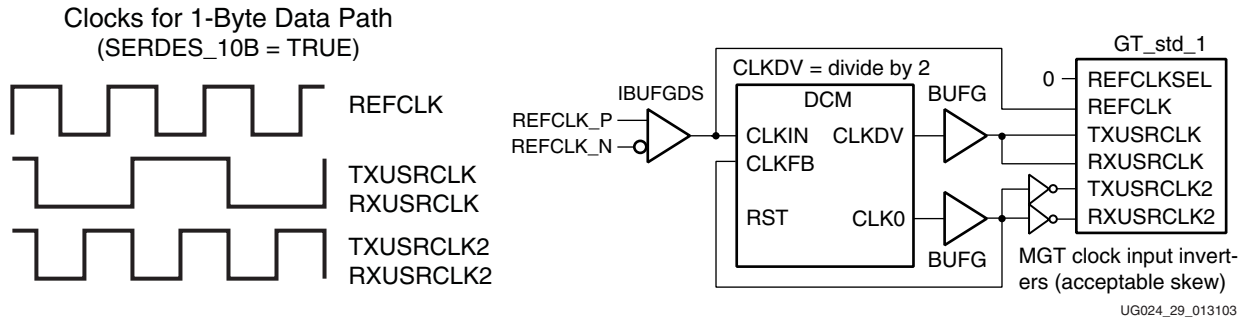 Clocks for 1-Byte Data Path
(SERDES_10B = TRUE)
REFCLK
TXUSRCLK
RXUSRCLK
TXUSRCLK2
RXUSRCLK2
REFCLK_P
REFCLK_N
IBUFGDS
CLKDV = divide by 2
DCM
CLKIN
CLKDV
CLKFB
RST
CLK0
BUFG
BUFG
GT_std_1
0
REFCLKSEL
REFCLK
TXUSRCLK
RXUSRCLK
TXUSRCLK2
RXUSRCLK2
MGT clock input invert-
ers (acceptable skew)
UG024_29_013103